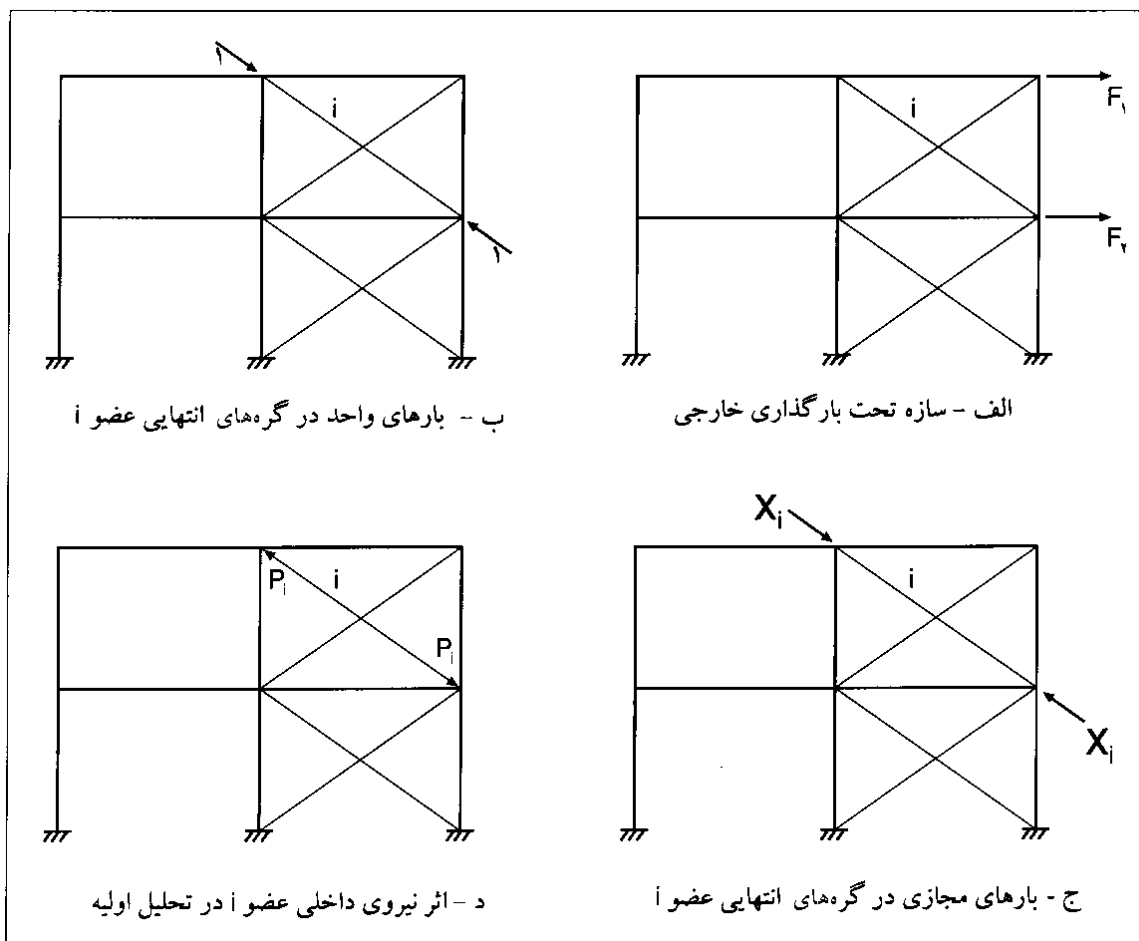 F۱
i
F۲
الف - سازه تحت بارگذاری خارجی
۱
i
۱
ب - بارهای واحد در گره‌های انتهایی عضو i
Xi
i
Xi
ج - بارهای مجازی در گره‌های انتهایی عضو i
Pi
i
Pi
د - اثر نیروی داخلی عضو i در تحلیل اولیه